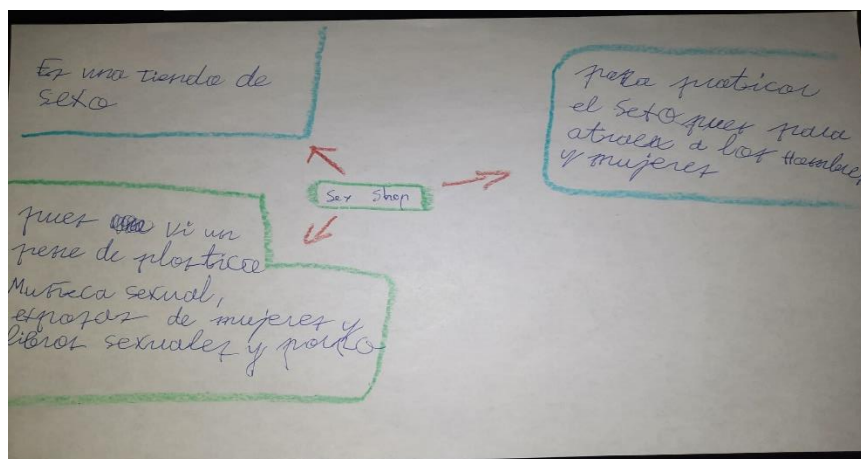 Es una tienda de
sexo
para praticar
el sexo pues para
atraer a los Hombres
y mujeres
Sex Shop
pues vi un
pene de plastico
Muñeca sexual,
esposas de mujeres y
libros sexuales y porno